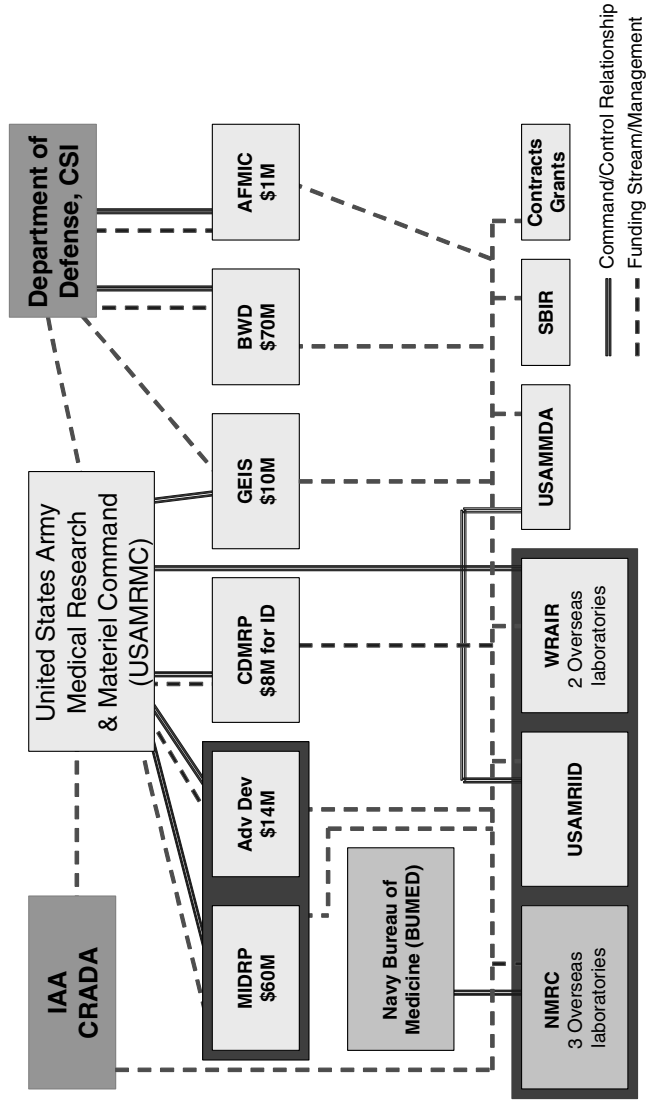 IAA
CRADA
United States Army
Medical Research
& Materiel Command
(USAMRMC)
Department of
Defense, CSI
MIDRP
$60M
Adv Dev
$14M
CDMRP
$8M for ID
GEIS
$10M
BWD
$70M
AFMIC
$1M
Navy Bureau of
Medicine (BUMED)
NMRC
3 Overseas
laboratories
USAMRIID
WRAIR
2 Overseas
laboratories
USAMMDA
SBIR
Contracts
Grants
Command/Control Relationship
Funding Stream/Management